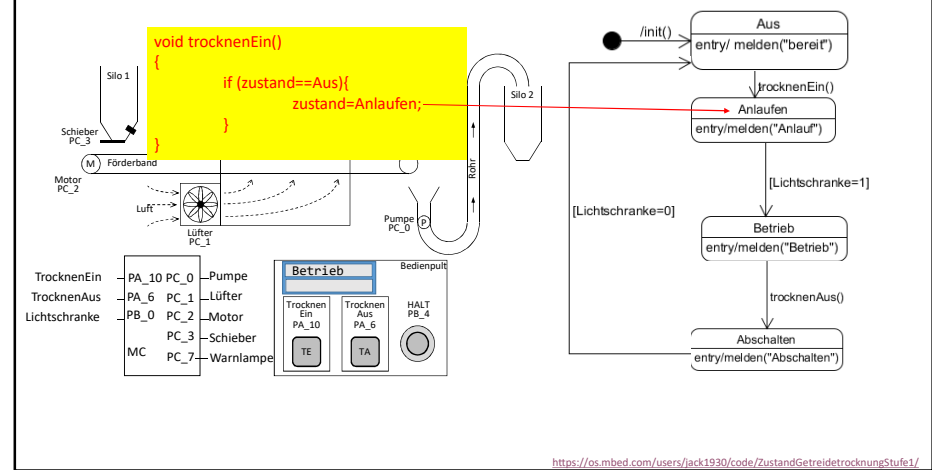 void trocknenEin()
{
if (zustand==Aus){
zustand=Anlaufen;
}
}
Silo 1
Schieber
PC_3
M
Förderband
Motor
PC_2
Luft
Lüfter
PC_1
Pumpe
PC_0
P
Rohr
Silo 2
/init()
Aus
entry/ melden("bereit")
trocknenEin()
Anlaufen
entry/melden("Anlauf")
[Lichtschranke=1]
[Lichtschranke=0]
Betrieb
entry/melden("Betrieb")
trocknenAus()
Abschalten
entry/melden("Abschalten")
TrocknenEin PA_10 PC_0 Pumpe
TrocknenAus PA_6 PC_1 Lüfter
Lichtschranke PB_0 PC_2 Motor
PC_3 Schieber
MC PC_7 Warnlampe
Betrieb
Bedienpult
Trocknen
Ein
PA_10
TE
Trocknen
Aus
PA_6
TA
HALT
PB_4
https://os.mbed.com/users/jack1930/code/ZustandGetreidetrocknungStufe1/